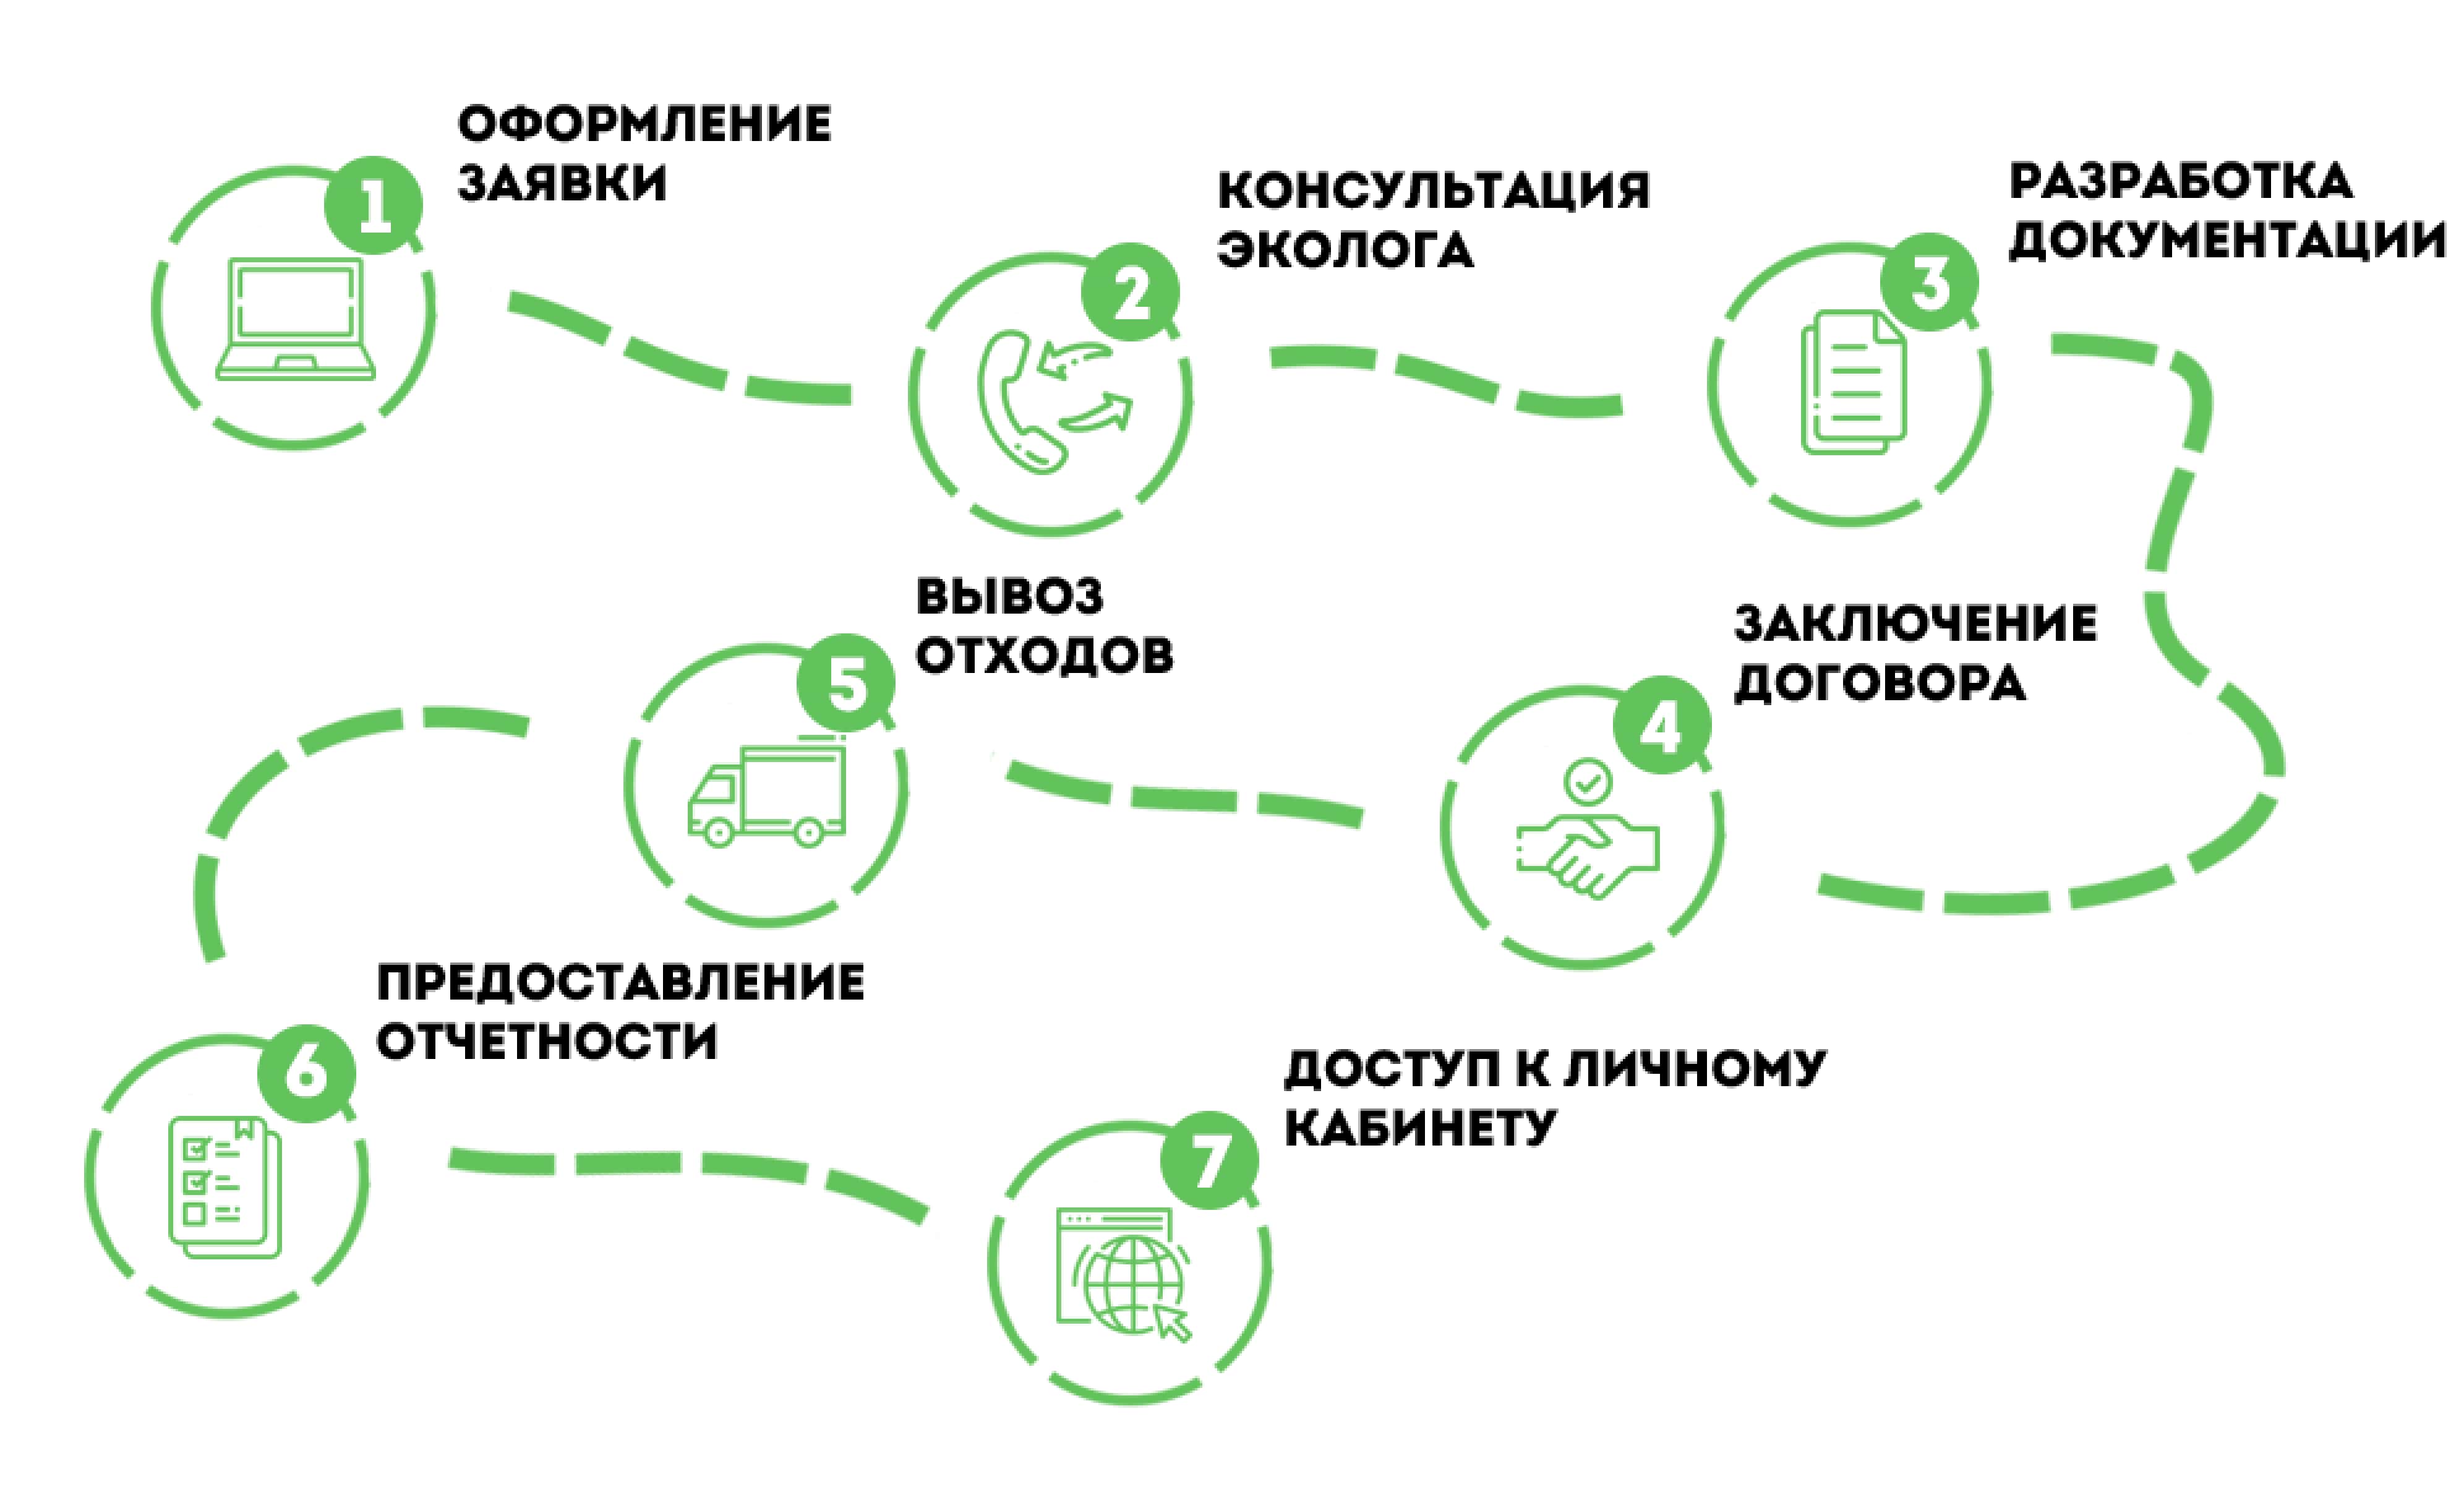 1
ОФОРМЛЕНИЕ
ЗАЯВКИ
2
КОНСУЛЬТАЦИЯ
ЭКОЛОГА
3
РАЗРАБОТКА
ДОКУМЕНТАЦИИ
4
ЗАКЛЮЧЕНИЕ
ДОГОВОРА
5
ВЫВОЗ
ОТХОДОВ
6
ПРЕДОСТАВЛЕНИЕ
ОТЧЕТНОСТИ
7
ДОСТУП К ЛИЧНОМУ
КАБИНЕТУ